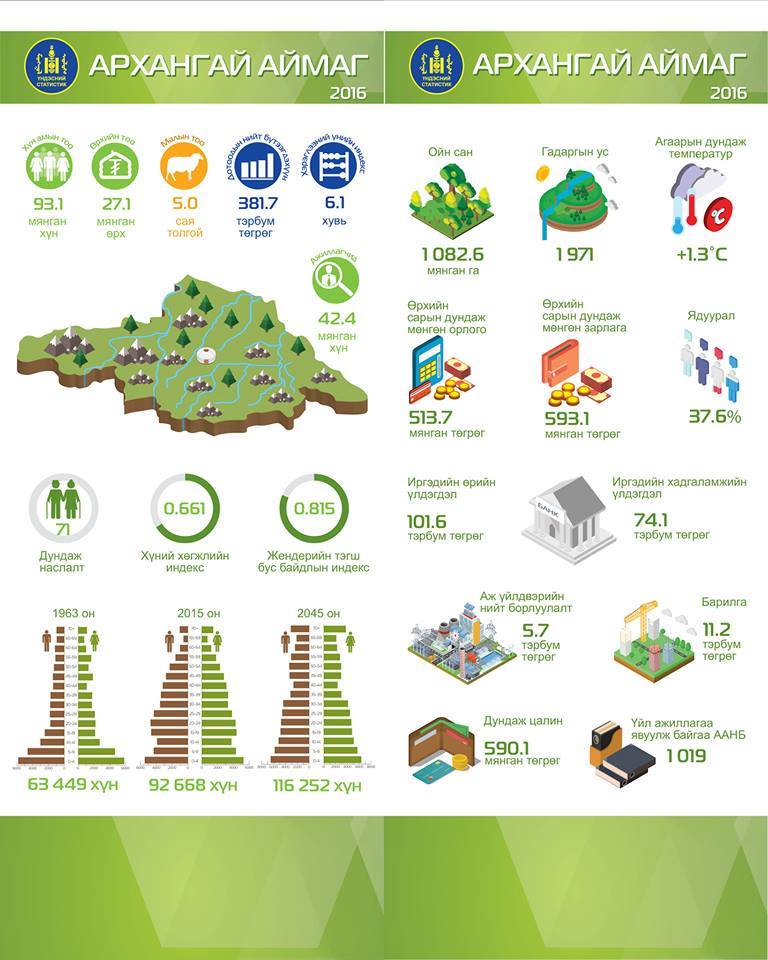 ҮНДЭСНИЙ
СТАТИСТИК
АРХАНГАЙ АЙМАГ
2016
Хүн амын тоо
93.1
мянган
хүн
Өрхийн тоо
27.1
мянган
өрх
Малын тоо
5.0
сая
толгой
Дотоодын нийт бүтээгдэхүүн
381.7
тэрбум
төгрөг
Хэрэглээний үнийн индекс
6.1
хувь
Ажиллагчид
42.4
мянган
хүн
71
Дундаж
наслалт
0.661
Хүний хөгжлийн
индекс
0.815
Жендерийн тэгш
бус байдлын индекс
1963 он
63 449 хүн
2015 он
92 668 хүн
2045 он
116 252 хүн
ҮНДЭСНИЙ
СТАТИСТИК
АРХАНГАЙ АЙМАГ
2016
Ойн сан
1 082.6
мянган га
Гадаргын ус
1 971
Агаарын дундаж
температур
°C
+1.3°C
Өрхийн
сарын дундаж
мөнгөн орлого
513.7
мянган төгрөг
Өрхийн
сарын дундаж
мөнгөн зарлага
593.1
мянган төгрөг
Ядуурал
37.6%
Иргэдийн өрийн
үлдэгдэл
101.6
тэрбум төгрөг
БАНК
Иргэдийн хадгаламжийн
үлдэгдэл
74.1
тэрбум төгрөг
Аж үйлдвэрийн
нийт борлуулалт
5.7
тэрбум
төгрөг
Барилга
11.2
тэрбум
төгрөг
Дундаж цалин
590.1
мянган төгрөг
Үйл ажиллагаа
явуулж байгаа ААНБ
1 019